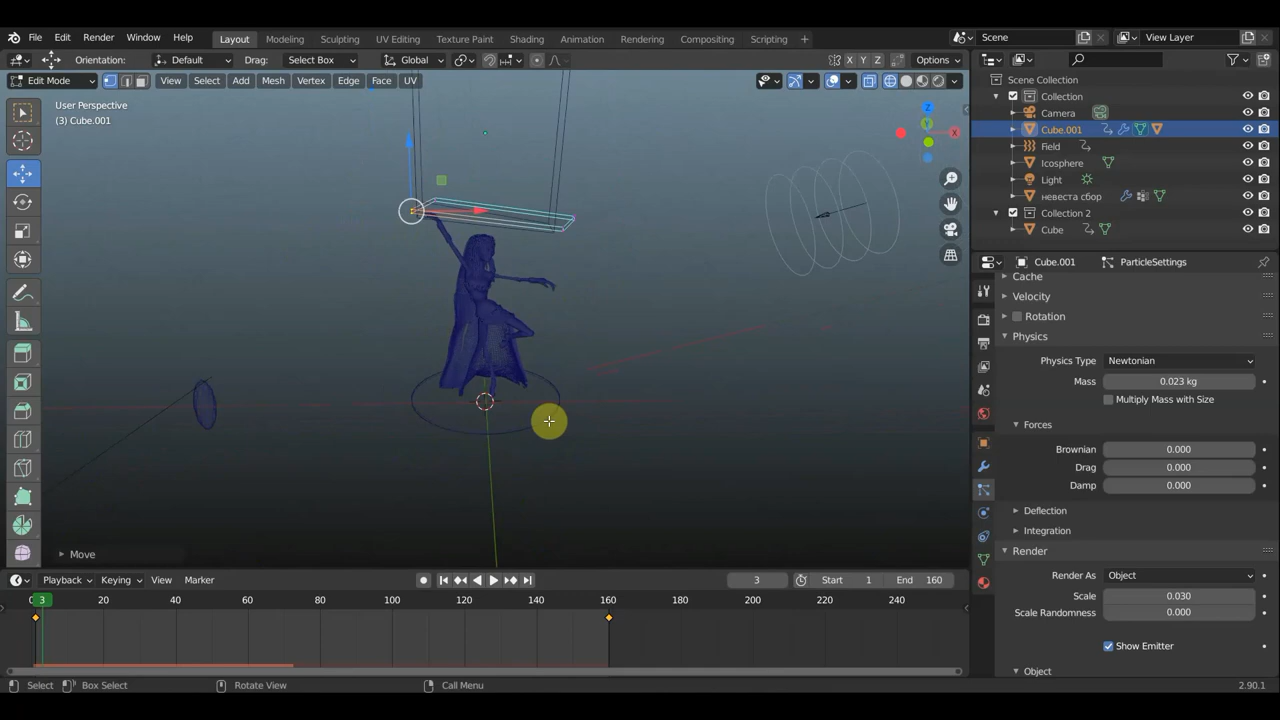 File Edit Render Window Help Layout Modeling Sculpting UV Editing Texture Paint Shading Animation Rendering Compositing Scripting + Scene View Layer
Orientation: Default Drag: Select Box Global X Y Z Options
Edit Mode View Select Add Mesh Vertex Edge Face UV
User Perspective
(3) Cube.001
Z
Y
X
Scene Collection
Collection
Camera
Cube.001
Field
Icosphere
Light
невеста сбор
Collection 2
Cube
Cube.001 ParticleSettings
Cache
Velocity
Rotation
Physics
Physics Type Newtonian
Mass 0.023 kg
Multiply Mass with Size
Forces
Brownian 0.000
Drag 0.000
Damp 0.000
Deflection
Integration
Render
Render As Object
Scale 0.030
Scale Randomness 0.000
Show Emitter
Object
Move
Playback Keying View Marker 3 Start 1 End 160
3 20 40 60 80 100 120 140 160 180 200 220 240
Select Box Select Rotate View Call Menu 2.90.1